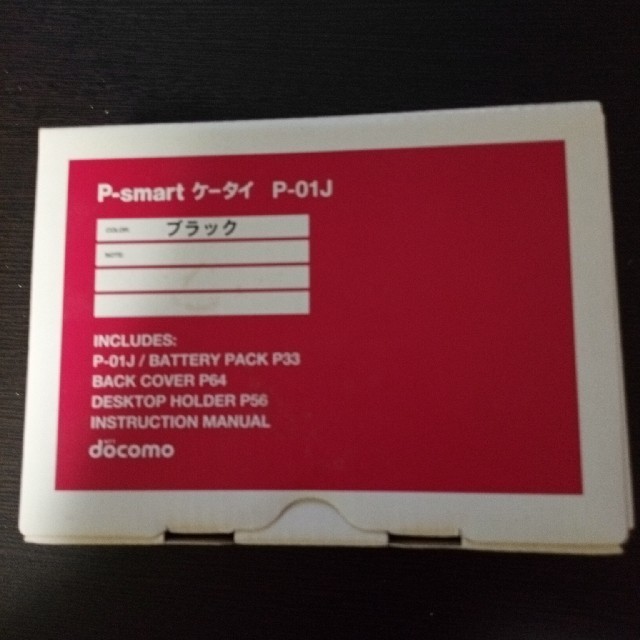 P-smart ケータイ P-01J
COLOR: ブラック
NOTE:
INCLUDES:
P-01J / BATTERY PACK P33
BACK COVER P64
DESKTOP HOLDER P56
INSTRUCTION MANUAL
NTT
docomo